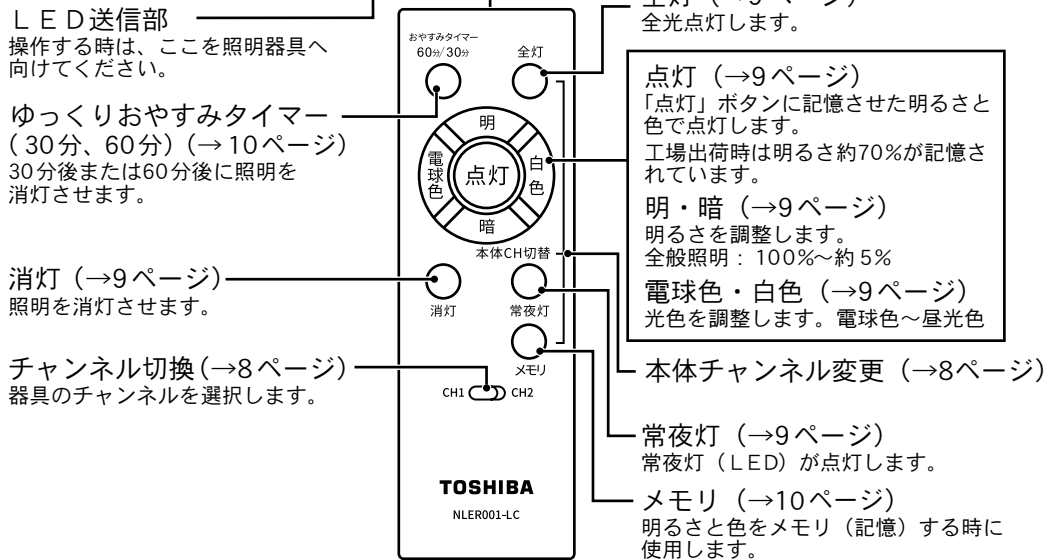 LED送信部
操作する時は、ここを照明器具へ
向けてください。
ゆっくりおやすみタイマー
(30分、60分)(→10ページ)
30分後または60分後に照明を
消灯させます。
消灯(→9ページ)
照明を消灯させます。
チャンネル切換(→8ページ)
器具のチャンネルを選択します。
おやすみタイマー
60分/30分
全灯
明
電球色
点灯
白色
暗
本体CH切替
消灯
常夜灯
メモリ
CH1 CH2
TOSHIBA
NLER001-LC
全光点灯します。
点灯(→9ページ)
「点灯」ボタンに記憶させた明るさと
色で点灯します。
工場出荷時は明るさ約70%が記憶さ
れています。
明・暗(→9ページ)
明るさを調整します。
全般照明:100%~約5%
電球色・白色(→9ページ)
光色を調整します。電球色~昼光色
本体チャンネル変更(→8ページ)
常夜灯(→9ページ)
常夜灯(LED)が点灯します。
メモリ(→10ページ)
明るさと色をメモリ(記憶)する時に
使用します。